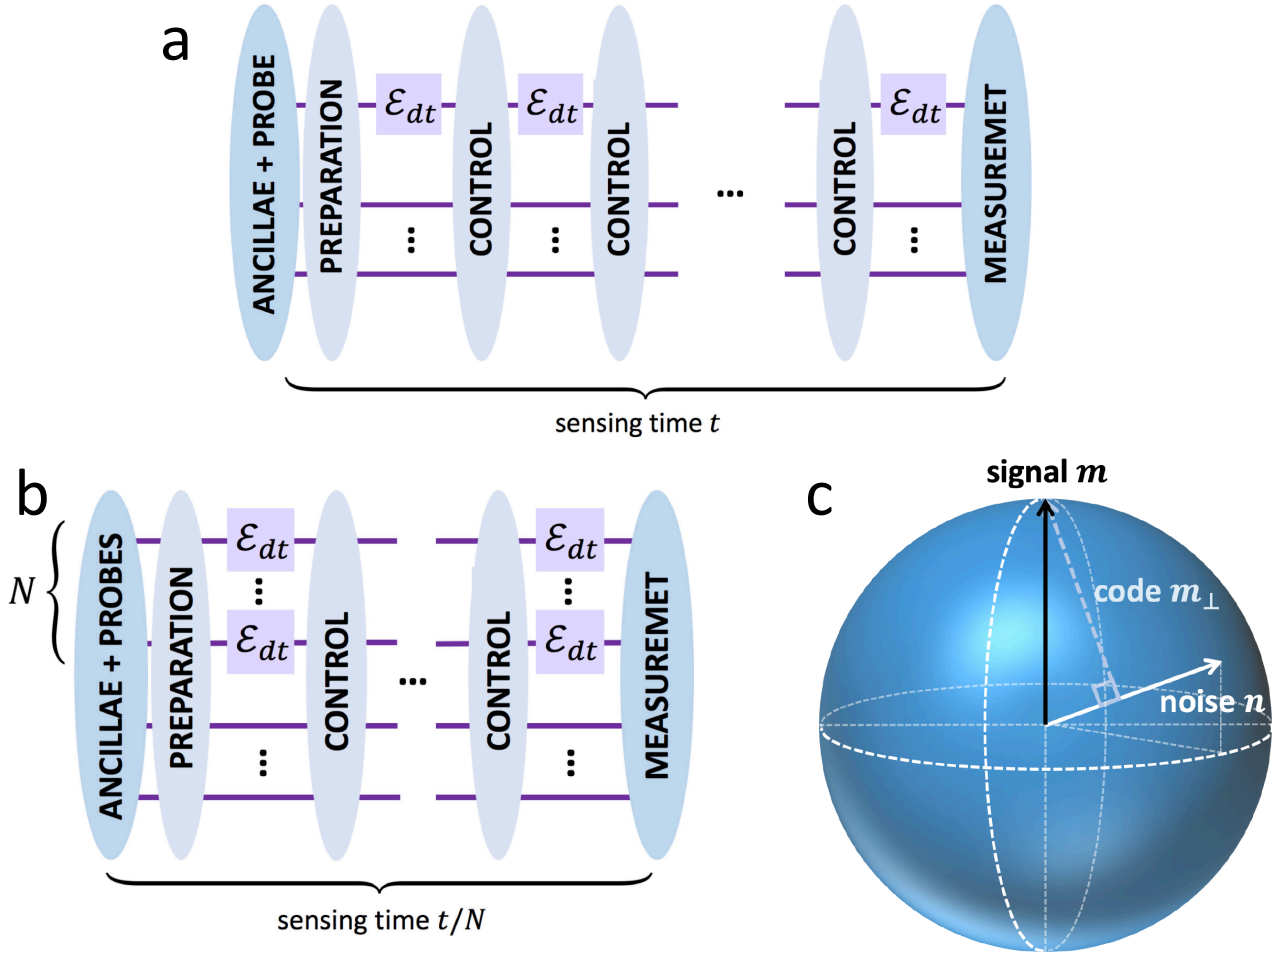 a
ANCILLAE + PROBE
PREPARATION
ℰdt
CONTROL
ℰdt
CONTROL
...
CONTROL
ℰdt
MEASUREMET
...
...
...
sensing time t
b
N
ANCILLAE + PROBES
PREPARATION
ℰdt
...
ℰdt
...
CONTROL
...
CONTROL
ℰdt
...
ℰdt
...
MEASUREMET
sensing time t/N
c
signal m
code m⊥
noise n